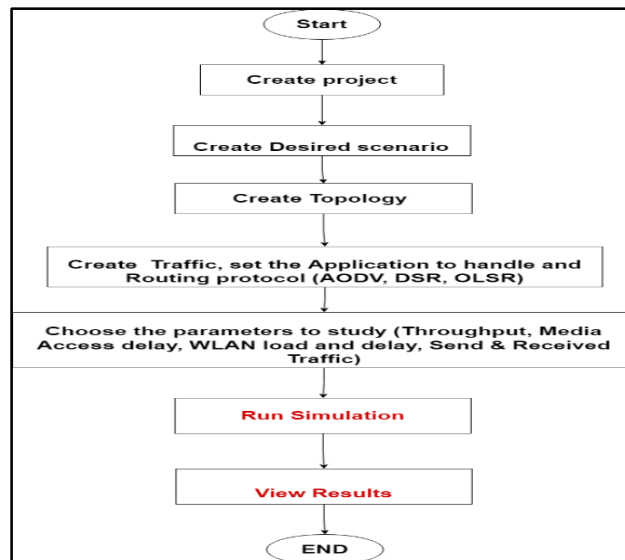 Start
Create project
Create Desired scenario
Create Topology
Create Traffic, set the Application to handle and
Routing protocol (AODV, DSR, OLSR)
Choose the parameters to study (Throughput, Media
Access delay, WLAN load and delay, Send & Received
Traffic)
Run Simulation
View Results
END